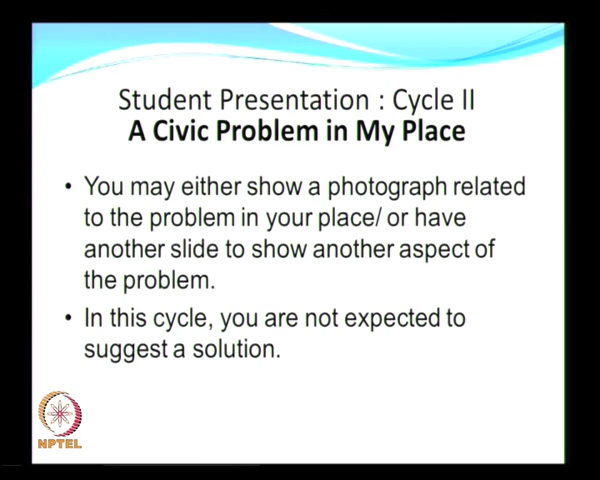 Student Presentation : Cycle II
A Civic Problem in My Place
• You may either show a photograph related
to the problem in your place/ or have
another slide to show another aspect of
the problem.
• In this cycle, you are not expected to
suggest a solution.
NPTEL